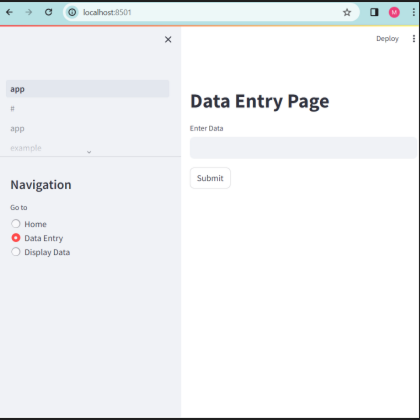 localhost:8501
M
Deploy
app
#
app
example
Navigation
Go to
Home
Data Entry
Display Data
Data Entry Page
Enter Data
Submit